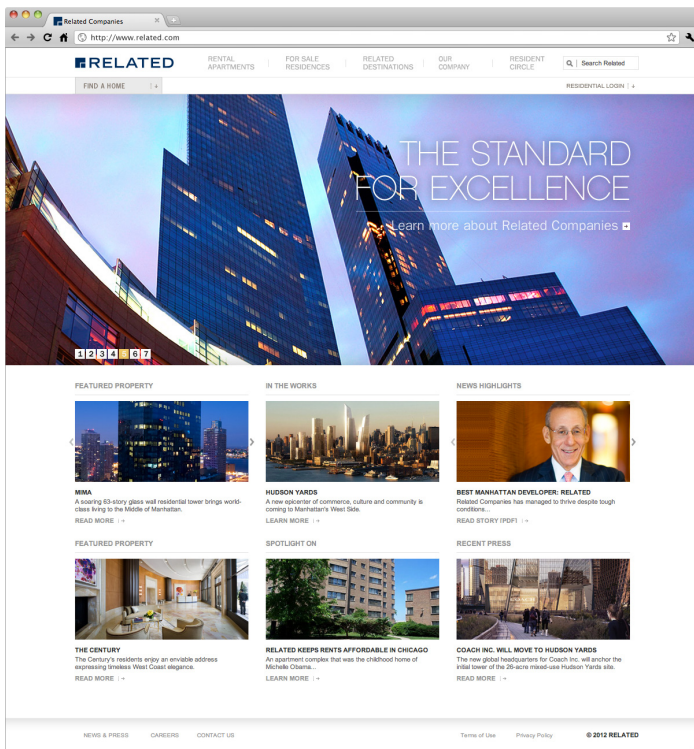 Related Companies
http://www.related.com
RELATED
RENTAL
APARTMENTS
FOR SALE
RESIDENCES
RELATED
DESTINATIONS
OUR
COMPANY
RESIDENT
CIRCLE
Search Related
FIND A HOME
RESIDENTIAL LOGIN
THE STANDARD
FOR EXCELLENCE
Learn more about Related Companies
1 2 3 4 5 6 7
FEATURED PROPERTY
MIMA
A soaring 63-story glass wall residential tower brings world-
class living to the Middle of Manhattan.
READ MORE
IN THE WORKS
HUDSON YARDS
A new epicenter of commerce, culture and community is
coming to Manhattan's West Side.
LEARN MORE
NEWS HIGHLIGHTS
BEST MANHATTAN DEVELOPER: RELATED
Related Companies has managed to thrive despite tough
conditions...
READ STORY [PDF]
FEATURED PROPERTY
THE CENTURY
The Century's residents enjoy an enviable address
expressing timeless West Coast elegance.
READ MORE
SPOTLIGHT ON
RELATED KEEPS RENTS AFFORDABLE IN CHICAGO
An apartment complex that was the childhood home of
Michelle Obama...
LEARN MORE
RECENT PRESS
COACH INC. WILL MOVE TO HUDSON YARDS
The new global headquarters for Coach Inc. will anchor the
initial tower of the 26-acre mixed-use Hudson Yards site.
READ MORE
NEWS & PRESS
CAREERS
CONTACT US
Terms of Use
Privacy Policy
© 2012 RELATED